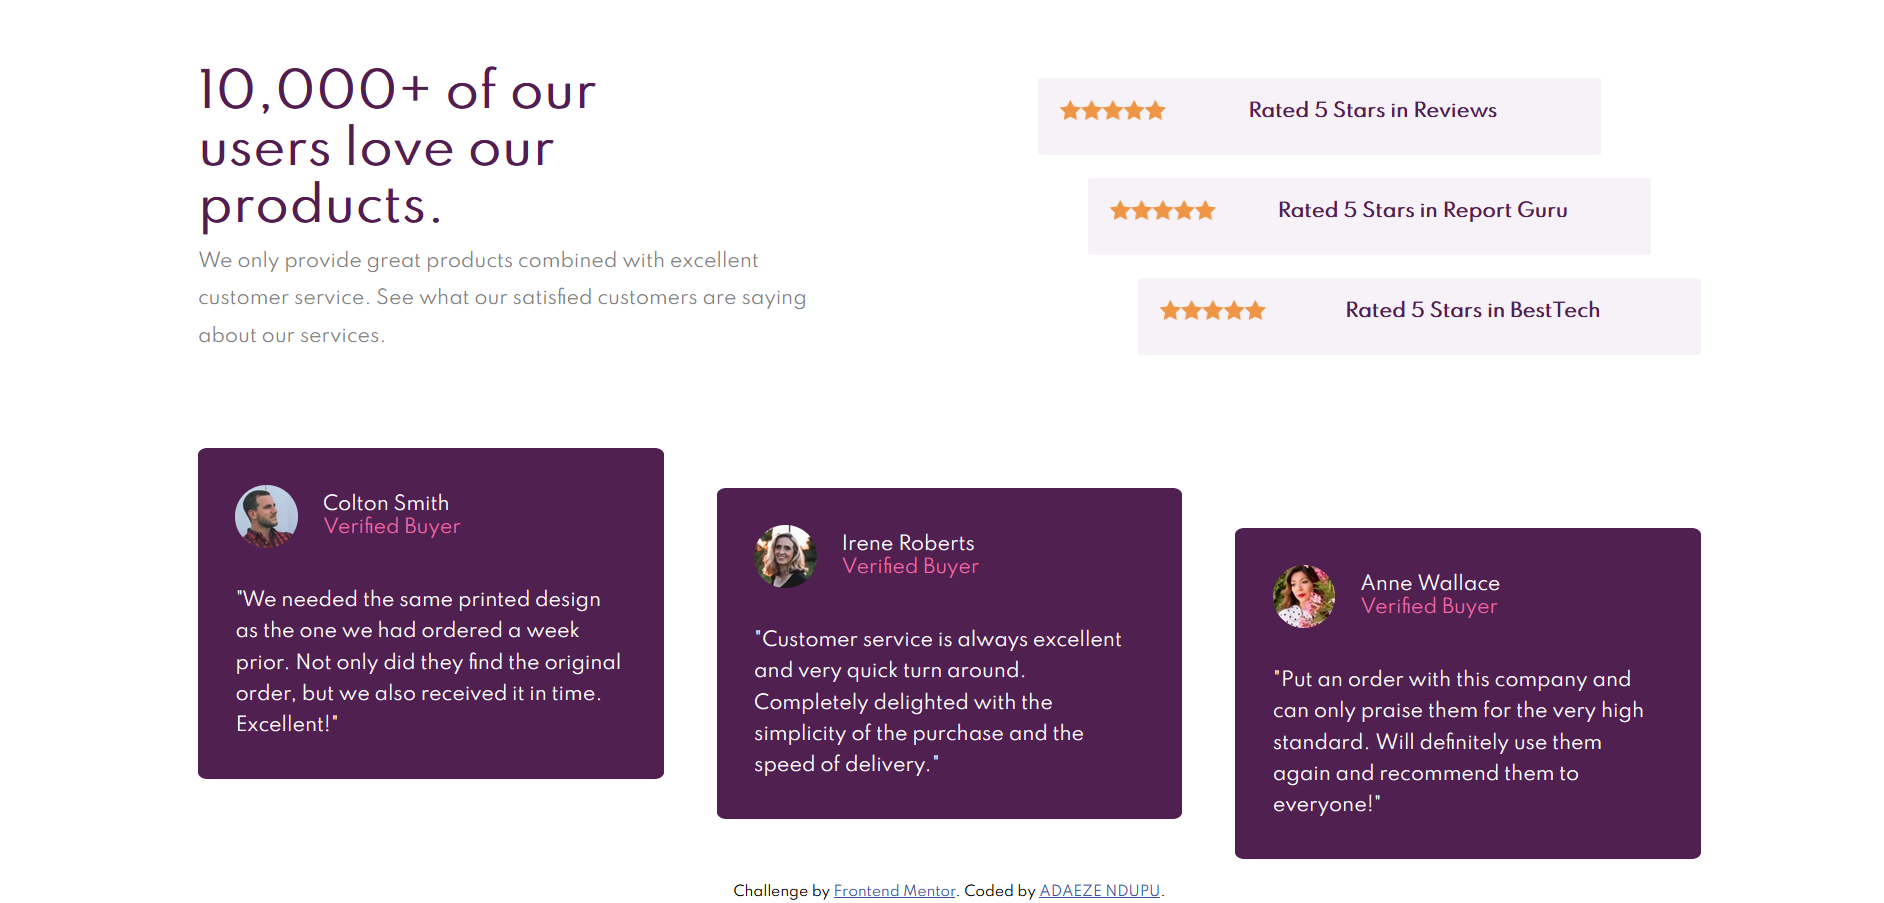 10,000+ of our
users love our
products.
We only provide great products combined with excellent
customer service. See what our satisfied customers are saying
about our services.
Rated 5 Stars in Reviews
Rated 5 Stars in Report Guru
Rated 5 Stars in BestTech
Colton Smith
Verified Buyer
"We needed the same printed design
as the one we had ordered a week
prior. Not only did they find the original
order, but we also received it in time.
Excellent!"
Irene Roberts
Verified Buyer
"Customer service is always excellent
and very quick turn around.
Completely delighted with the
simplicity of the purchase and the
speed of delivery."
Anne Wallace
Verified Buyer
"Put an order with this company and
can only praise them for the very high
standard. Will definitely use them
again and recommend them to
everyone!"
Challenge by Frontend Mentor. Coded by ADAEZE NDUPU.